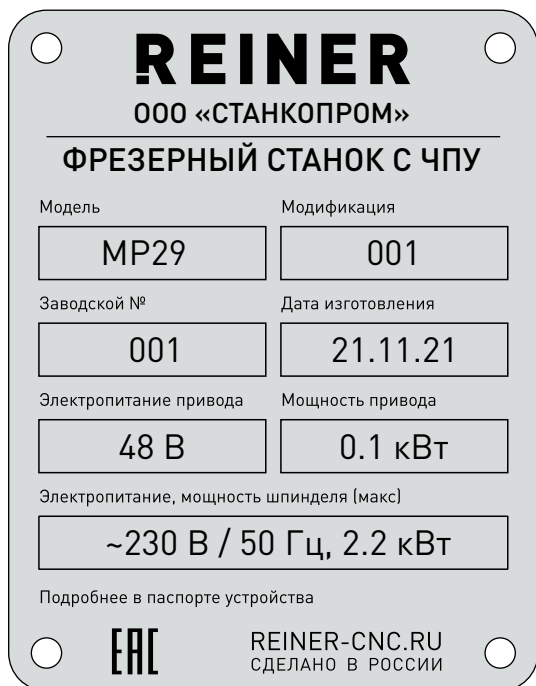 REINER
ООО «СТАНКОПРОМ»
ФРЕЗЕРНЫЙ СТАНОК С ЧПУ
Модель Модификация
МР29 001
Заводской № Дата изготовления
001 21.11.21
Электропитание привода Мощность привода
48 В 0.1 кВт
Электропитание, мощность шпинделя (макс)
~230 В / 50 Гц, 2.2 кВт
Подробнее в паспорте устройства
ЕАС REINER-CNC.RU
СДЕЛАНО В РОССИИ